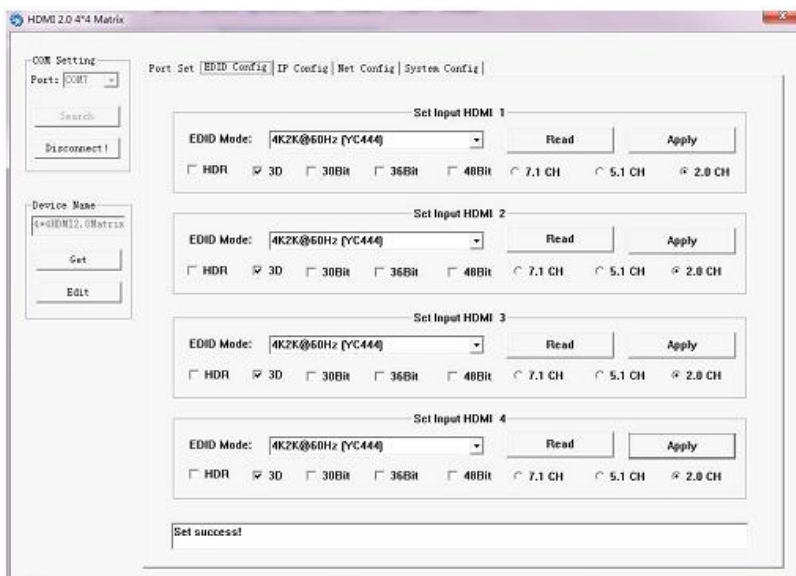 HDMI 2.0 4*4 Matrix
COM Setting
Port: COM7
Search
Disconnect!
Device Name
4*4HDMI2.0Matrix
Get
Edit
Port Set EDID Config IP Config Net Config System Config
Set Input HDMI 1
EDID Mode: 4K2K@60Hz (YC444) Read Apply
HDR 3D 30Bit 36Bit 48Bit 7.1 CH 5.1 CH 2.0 CH
Set Input HDMI 2
EDID Mode: 4K2K@60Hz (YC444) Read Apply
HDR 3D 30Bit 36Bit 48Bit 7.1 CH 5.1 CH 2.0 CH
Set Input HDMI 3
EDID Mode: 4K2K@60Hz (YC444) Read Apply
HDR 3D 30Bit 36Bit 48Bit 7.1 CH 5.1 CH 2.0 CH
Set Input HDMI 4
EDID Mode: 4K2K@60Hz (YC444) Read Apply
HDR 3D 30Bit 36Bit 48Bit 7.1 CH 5.1 CH 2.0 CH
Set success!